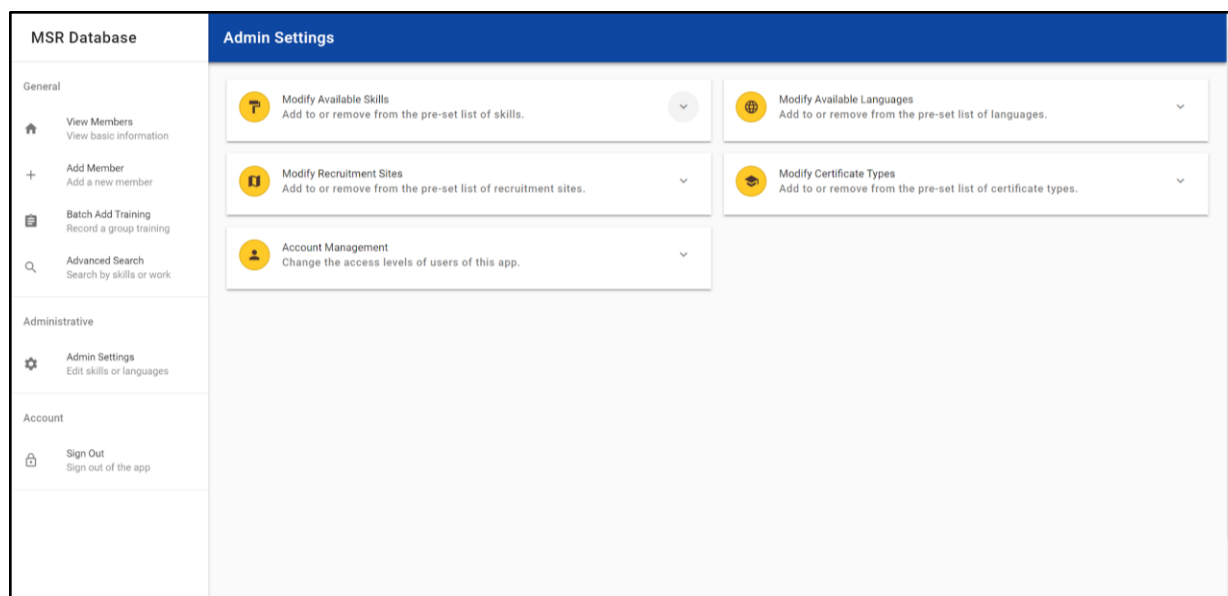 MSR Database
Admin Settings
General
View Members
View basic information
Add Member
Add a new member
Batch Add Training
Record a group training
Advanced Search
Search by skills or work
Administrative
Admin Settings
Edit skills or languages
Account
Sign Out
Sign out of the app
Modify Available Skills
Add to or remove from the pre-set list of skills.
Modify Available Languages
Add to or remove from the pre-set list of languages.
Modify Recruitment Sites
Add to or remove from the pre-set list of recruitment sites.
Modify Certificate Types
Add to or remove from the pre-set list of certificate types.
Account Management
Change the access levels of users of this app.